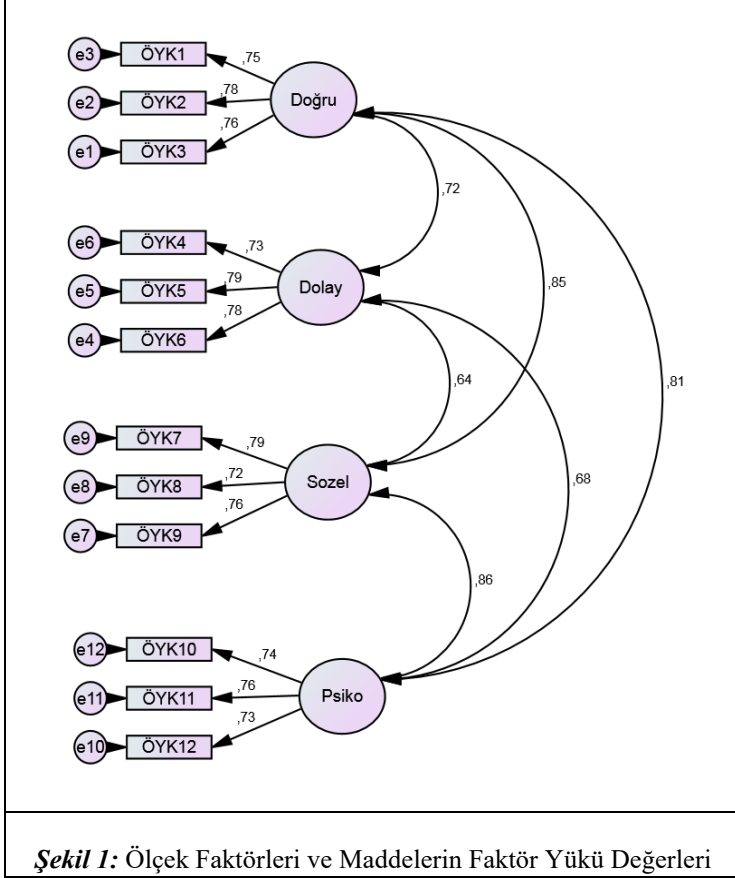 e3 ÖYK1 ,75
e2 ÖYK2 ,78 Doğru
e1 ÖYK3 ,76
,72
e6 ÖYK4 ,73
e5 ÖYK5 ,79 Dolay ,85
e4 ÖYK6 ,78
,64 ,81
e9 ÖYK7 ,79
e8 ÖYK8 ,72 Sozel ,68
e7 ÖYK9 ,76
,86
e12 ÖYK10 ,74
e11 ÖYK11 ,76 Psiko
e10 ÖYK12 ,73
Şekil 1: Ölçek Faktörleri ve Maddelerin Faktör Yükü Değerleri